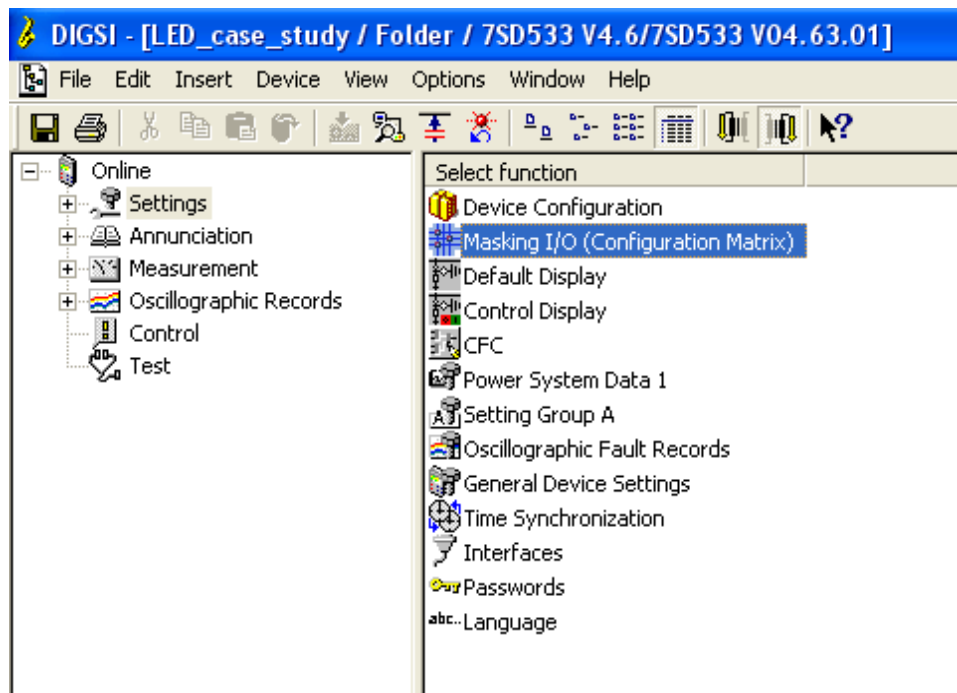 DIGSI - [LED_case_study / Folder / 7SD533 V4.6/7SD533 V04.63.01]
File Edit Insert Device View Options Window Help
Online
Settings
Annunciation
Measurement
Oscillographic Records
Control
Test
Select function
Device Configuration
Masking I/O (Configuration Matrix)
Default Display
Control Display
CFC
Power System Data 1
Setting Group A
Oscillographic Fault Records
General Device Settings
Time Synchronization
Interfaces
Passwords
abc.. Language